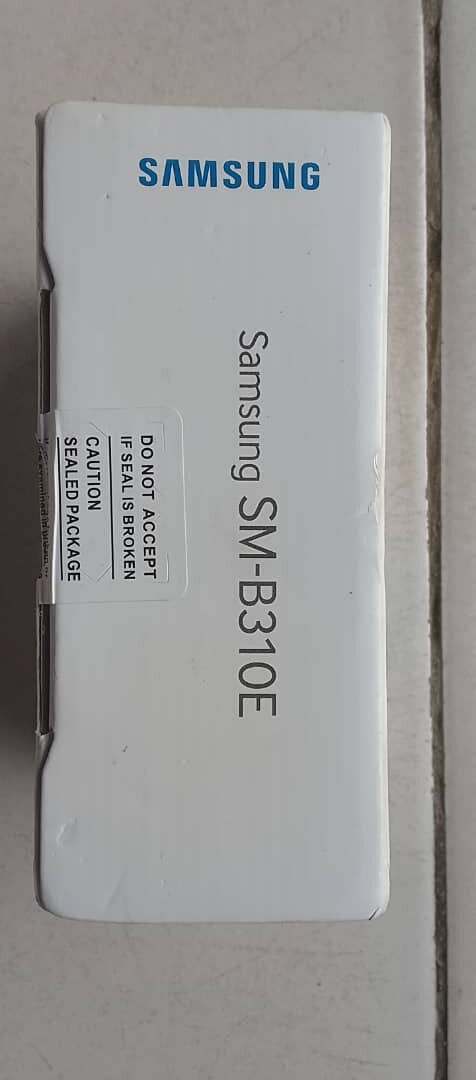 SAMSUNG
Samsung SM-B310E
DO NOT ACCEPT
IF SEAL IS BROKEN
CAUTION
SEALED PACKAGE